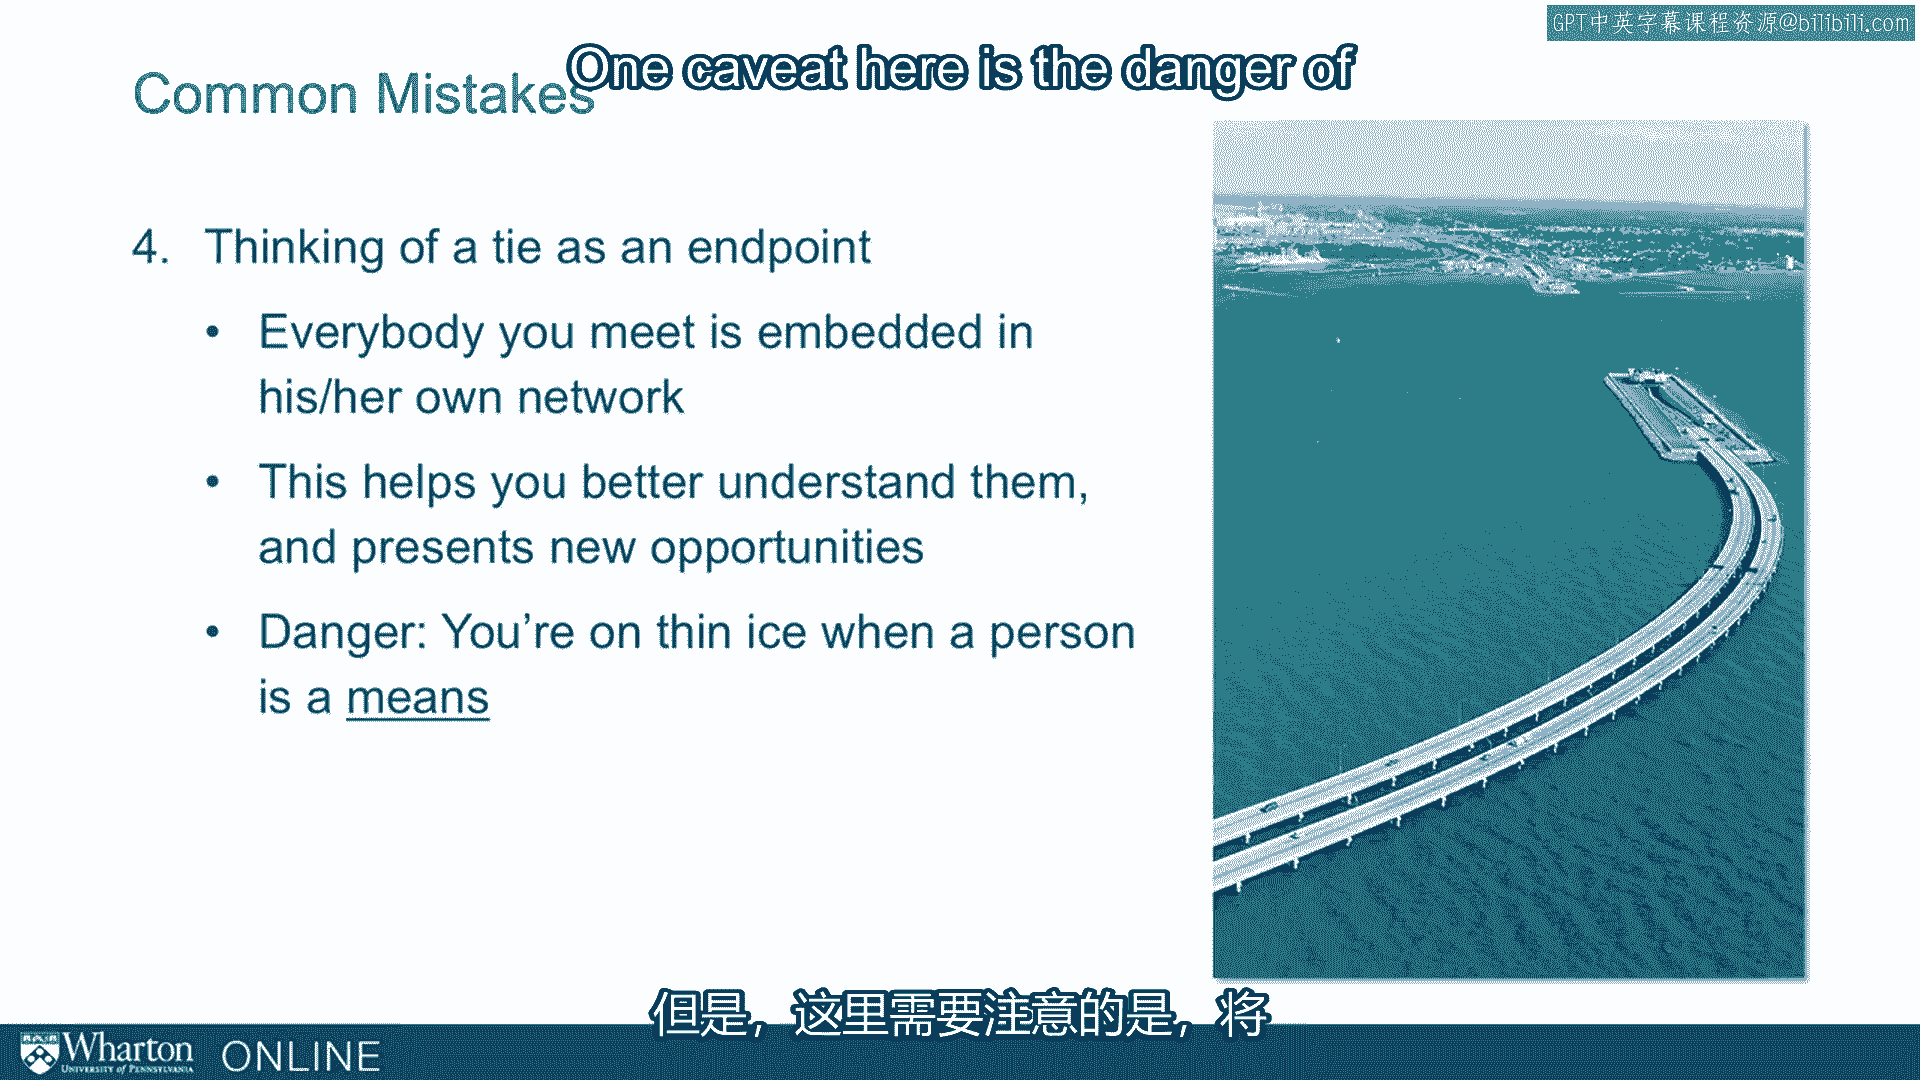 GPT中英字幕课程资源@bilibili.com
One caveat here is the danger of
Common Mistakes
4. Thinking of a tie as an endpoint
• Everybody you meet is embedded in
his/her own network
• This helps you better understand them,
and presents new opportunities
• Danger: You’re on thin ice when a person
is a means
但是，这里需要注意的是，将
Wharton ONLINE
UNIVERSITY OF PENNSYLVANIA